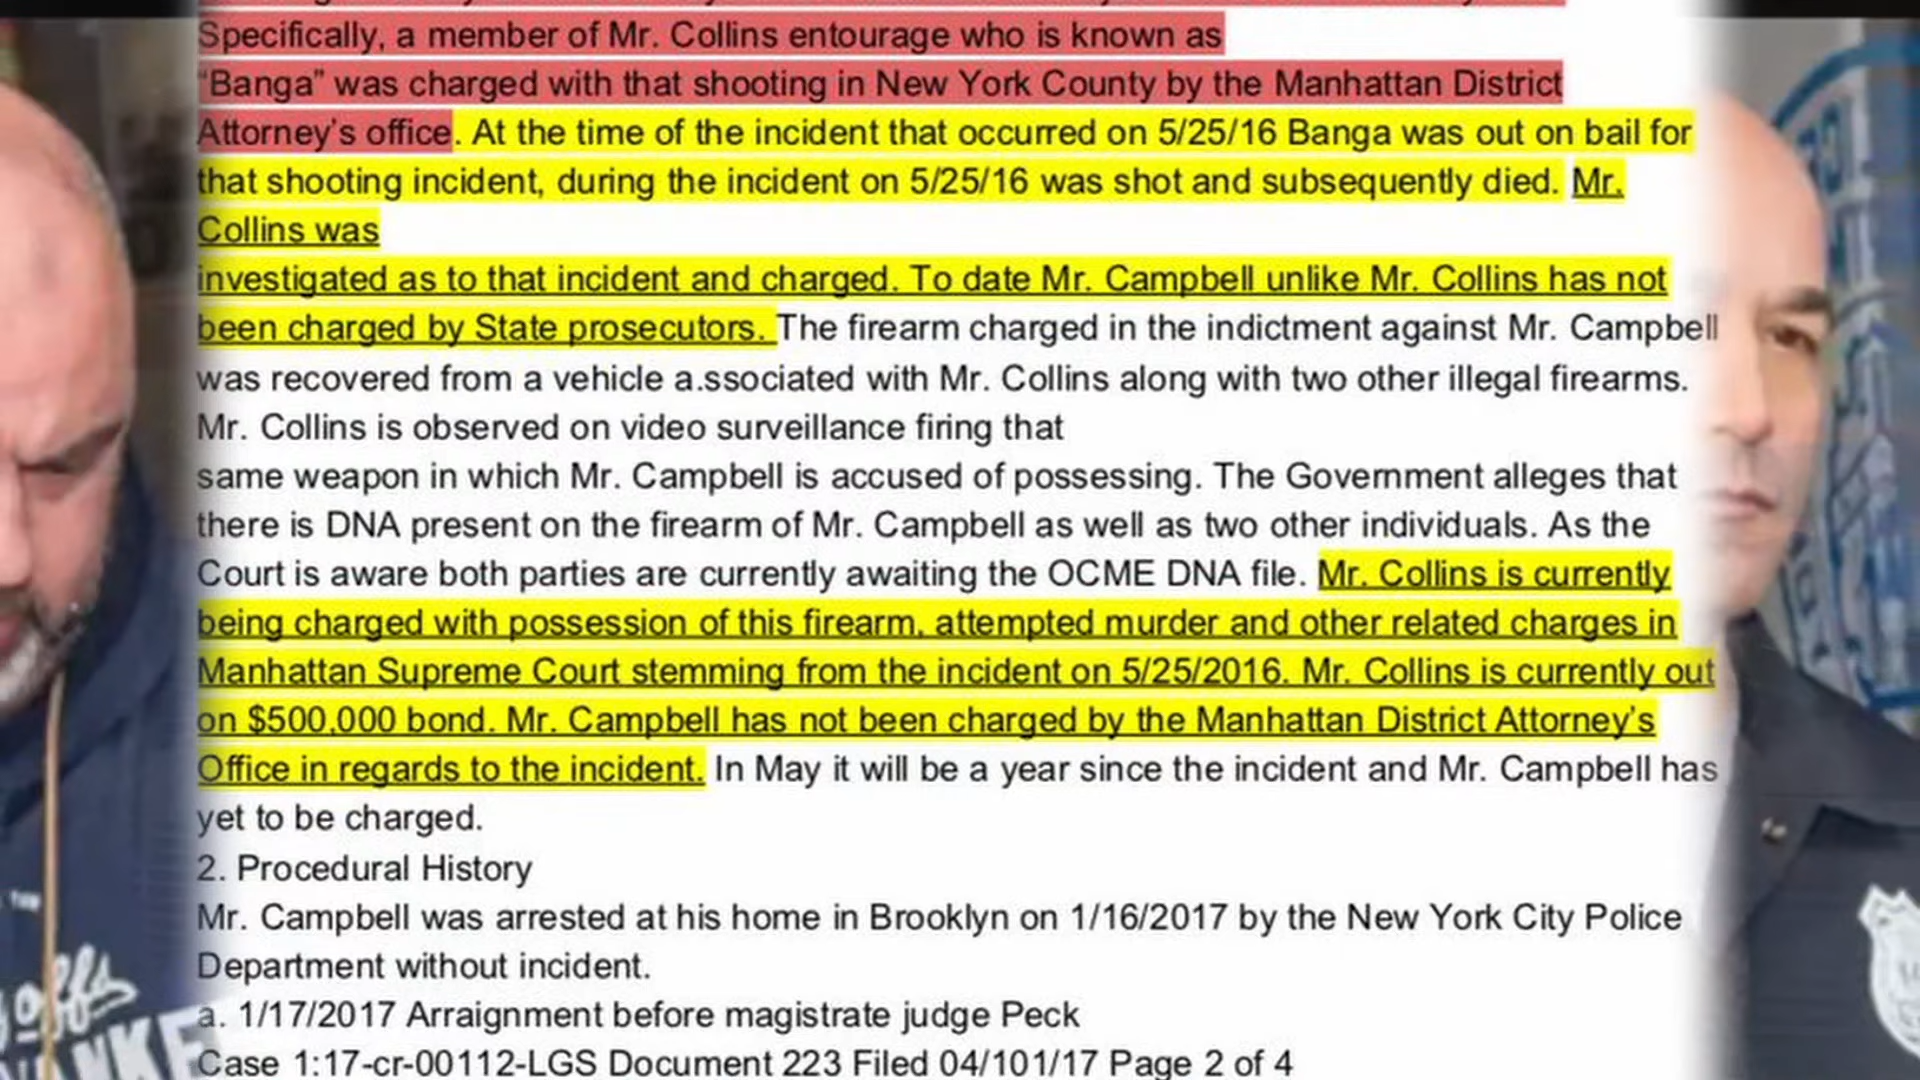 Specifically, a member of Mr. Collins entourage who is known as
"Banga" was charged with that shooting in New York County by the Manhattan District
Attorney's office. At the time of the incident that occurred on 5/25/16 Banga was out on bail for
that shooting incident, during the incident on 5/25/16 was shot and subsequently died. Mr.
Collins was
investigated as to that incident and charged. To date Mr. Campbell unlike Mr. Collins has not
been charged by State prosecutors. The firearm charged in the indictment against Mr. Campbell
was recovered from a vehicle a.ssociated with Mr. Collins along with two other illegal firearms.
Mr. Collins is observed on video surveillance firing that
same weapon in which Mr. Campbell is accused of possessing. The Government alleges that
there is DNA present on the firearm of Mr. Campbell as well as two other individuals. As the
Court is aware both parties are currently awaiting the OCME DNA file. Mr. Collins is currently
being charged with possession of this firearm, attempted murder and other related charges in
Manhattan Supreme Court stemming from the incident on 5/25/2016. Mr. Collins is currently out
on $500,000 bond. Mr. Campbell has not been charged by the Manhattan District Attorney's
Office in regards to the incident. In May it will be a year since the incident and Mr. Campbell has
yet to be charged.
2. Procedural History
Mr. Campbell was arrested at his home in Brooklyn on 1/16/2017 by the New York City Police
Department without incident.
a. 1/17/2017 Arraignment before magistrate judge Peck
Case 1:17-cr-00112-LGS Document 223 Filed 04/101/17 Page 2 of 4